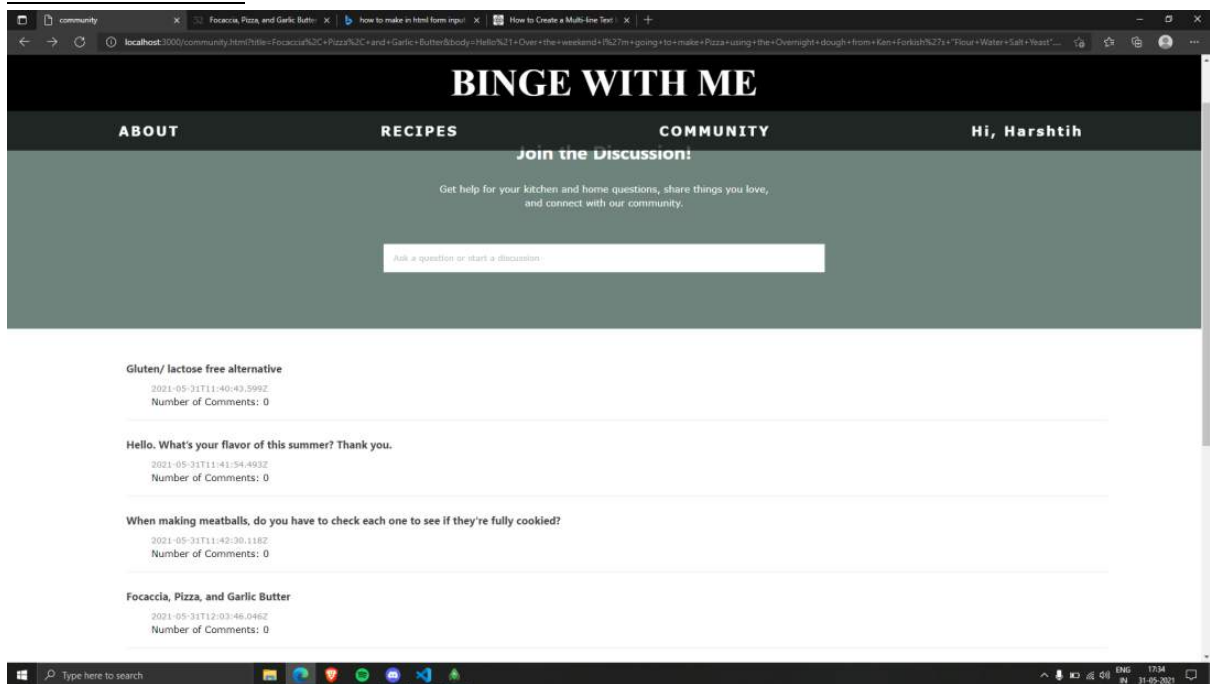 community
Focaccia, Pizza, and Garlic Butter
how to make in html form input
How to Create a Multi-line Text
localhost:3000/community.html?title=Focaccia%2C+Pizza%2C+and+Garlic+Butter&body=Hello%21+Over+the+weekend+I%27m+going+to+make+Pizza+using+the+Overnight+dough+from+Ken+Forkish%27s+"Flour+Water+Salt+Yeast"...
BINGE WITH ME
ABOUT RECIPES COMMUNITY Hi, Harshtih
Join the Discussion!
Get help for your kitchen and home questions, share things you love,
and connect with our community.
Ask a question or start a discussion
Gluten/ lactose free alternative
2021-05-31T11:40:43.599Z
Number of Comments: 0
Hello. What's your flavor of this summer? Thank you.
2021-05-31T11:41:54.493Z
Number of Comments: 0
When making meatballs, do you have to check each one to see if they're fully cookied?
2021-05-31T11:42:30.118Z
Number of Comments: 0
Focaccia, Pizza, and Garlic Butter
2021-05-31T12:03:46.046Z
Number of Comments: 0
Type here to search
ENG 17:34
IN 31-05-2021